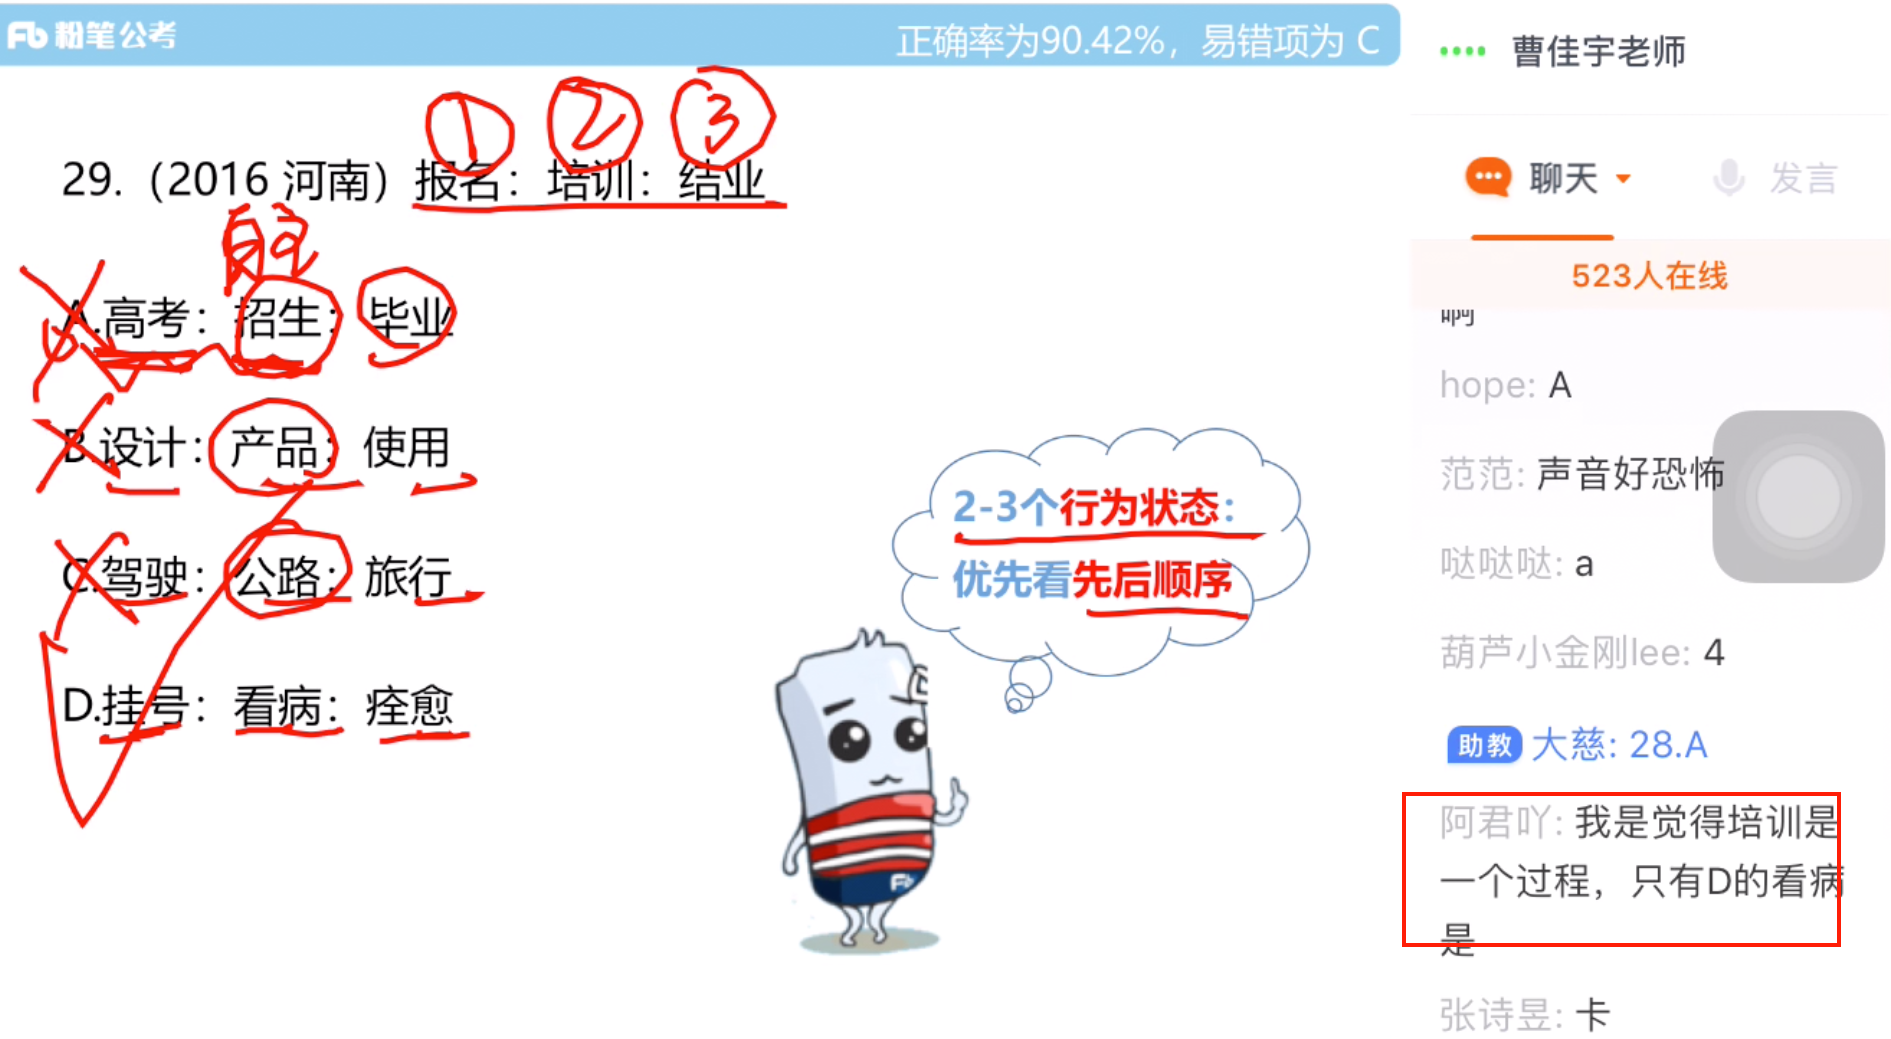 粉笔公考
正确率为90.42%，易错项为 C
① ② ③
29.（2016 河南）报名：培训：结业
A.高考：招生：毕业
B.设计：产品：使用
C.驾驶：公路：旅行
D.挂号：看病：痊愈
2-3个行为状态：
优先看先后顺序
曹佳宇老师
聊天
发言
523人在线
啊
hope: A
范范: 声音好恐怖
哒哒哒: a
葫芦小金刚lee: 4
助教 大慈: 28.A
阿君吖: 我是觉得培训是
一个过程，只有D的看病
是
张诗昱: 卡